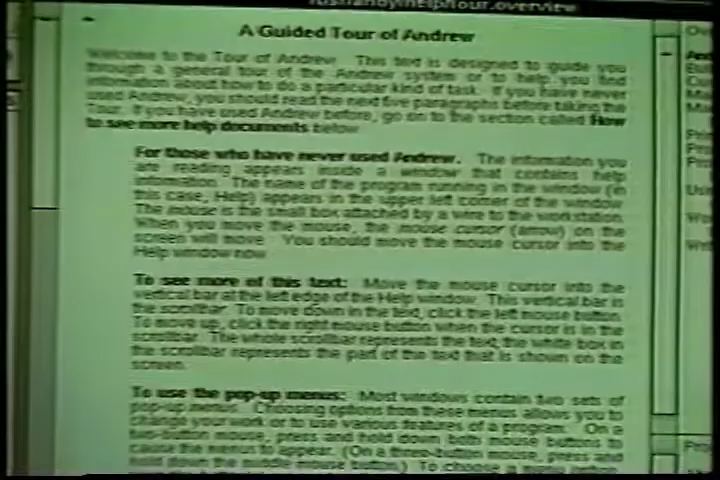 A Guided Tour of Andrew
Welcome to the Tour of Andrew. This text is designed to guide you
through a general tour of the Andrew system or to help you find
information about how to do a particular kind of task. If you have never
used Andrew, you should read the next five paragraphs before taking the
Tour. If you have used Andrew before, go on to the section called How
to see more help documents below.
For those who have never used Andrew. The information you
are reading appears inside a window that contains help
information. The name of the program running in the window (in
this case, Help) appears in the upper left corner of the window.
The mouse is the small box attached by a wire to the workstation.
When you move the mouse, the mouse cursor (arrow) on the
screen will move. You should move the mouse cursor into the
Help window now.
To see more of this text: Move the mouse cursor into the
vertical bar at the left edge of the Help window. This vertical bar is
the scrollbar. To move down in the text, click the left mouse button.
To move up, click the right mouse button when the cursor is in the
scrollbar. The whole scrollbar represents the text; the white box in
the scrollbar represents the part of the text that is shown on the
screen.
To use the pop-up menus: Most windows contain two sets of
pop-up menus. Choosing options from these menus allows you to
change your work or to use various features of a program. On a
two-button mouse, press and hold down both mouse buttons to
cause the menus to appear. (On a three-button mouse, press and
hold down the middle mouse button.) To choose a menu option,